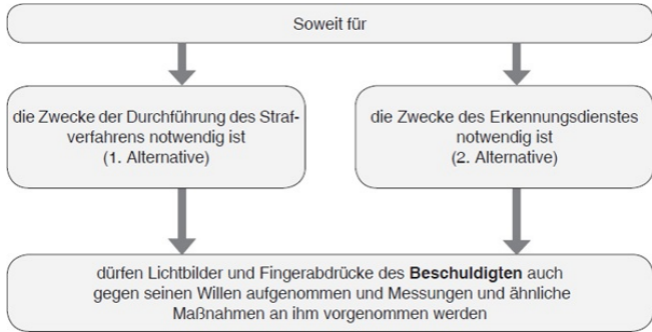 Soweit für
die Zwecke der Durchführung des Straf-
verfahrens notwendig ist
(1. Alternative)
die Zwecke des Erkennungsdienstes
notwendig ist
(2. Alternative)
dürfen Lichtbilder und Fingerabdrücke des Beschuldigten auch
gegen seinen Willen aufgenommen und Messungen und ähnliche
Maßnahmen an ihm vorgenommen werden